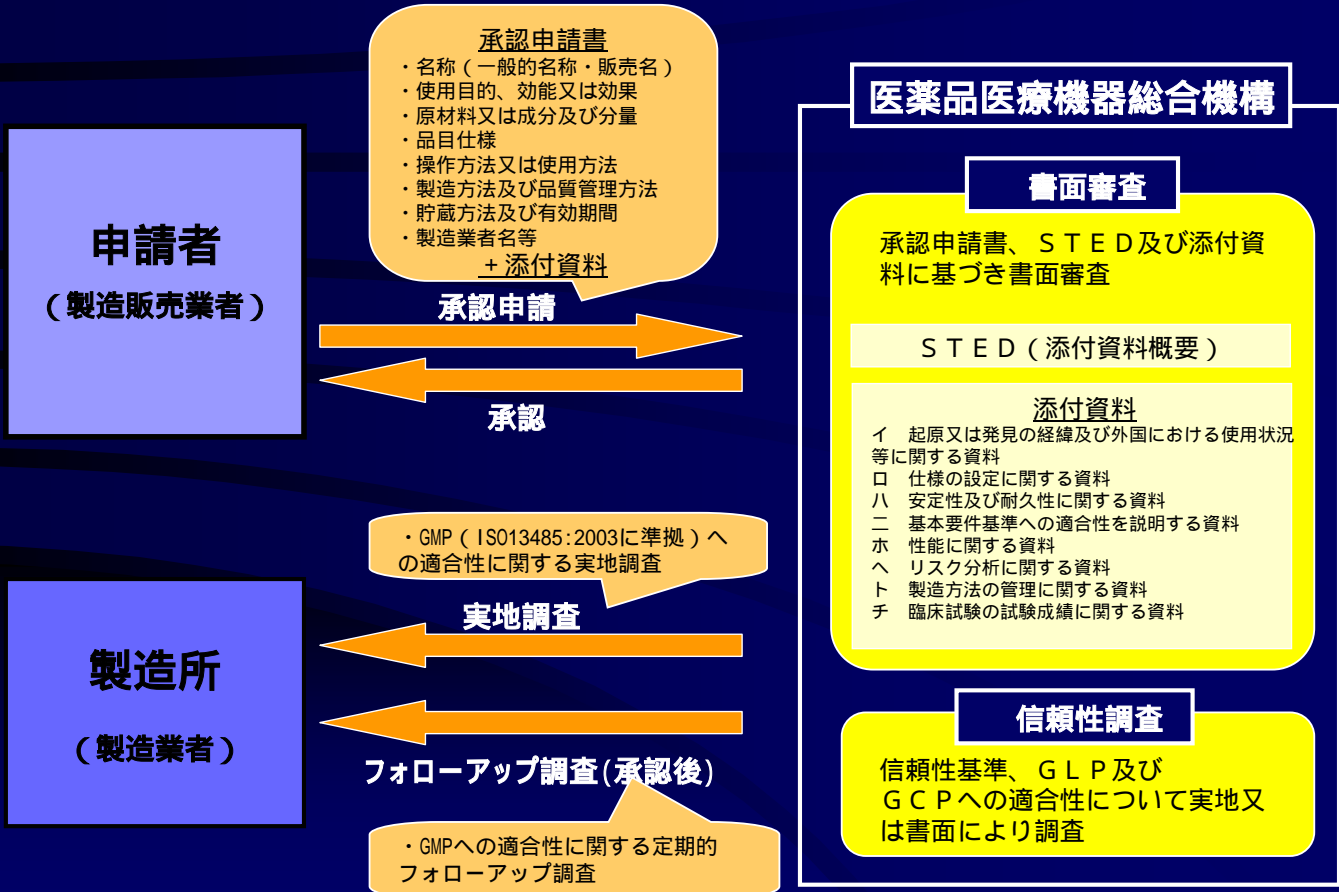 承認申請書
・名称(一般的名称・販売名)
・使用目的、効能又は効果
・原材料又は成分及び分量
・品目仕様
・操作方法又は使用方法
・製造方法及び品質管理方法
・貯蔵方法及び有効期間
・製造業者名等
+添付資料
申請者
(製造販売業者)
承認申請
承認
・GMP(ISO13485:2003に準拠)へ
の適合性に関する実地調査
実地調査
製造所
(製造業者)
フォローアップ調査(承認後)
・GMPへの適合性に関する定期的
フォローアップ調査
医薬品医療機器総合機構
書面審査
承認申請書、STED及び添付資
料に基づき書面審査
STED(添付資料概要)
添付資料
イ 起原又は発見の経緯及び外国における使用状況
等に関する資料
ロ 仕様の設定に関する資料
ハ 安定性及び耐久性に関する資料
ニ 基本要件基準への適合性を説明する資料
ホ 性能に関する資料
ヘ リスク分析に関する資料
ト 製造方法の管理に関する資料
チ 臨床試験の試験成績に関する資料
信頼性調査
信頼性基準、GLP及び
GCPへの適合性について実地又
は書面により調査